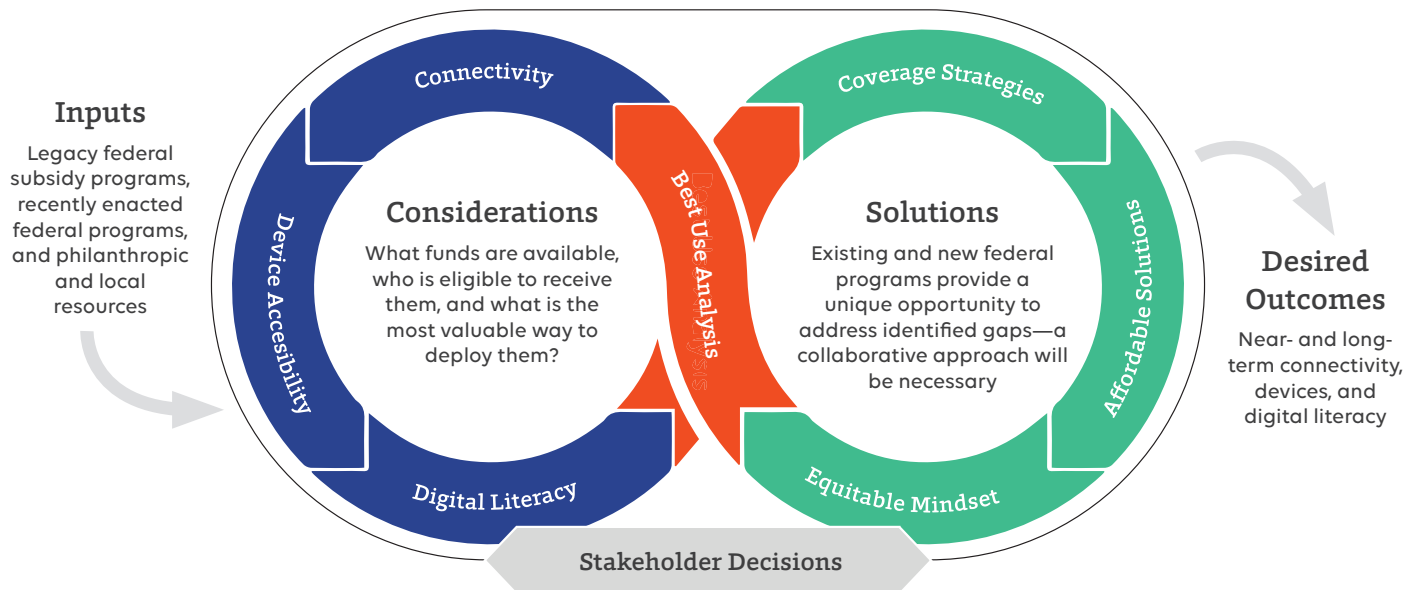 Inputs
Legacy federal
subsidy programs,
recently enacted
federal programs,
and philanthropic
and local
resources
Connectivity
Device Accesibility
Digital Literacy
Considerations
What funds are available,
who is eligible to receive
them, and what is the
most valuable way to
deploy them?
Best Use Analysis
Coverage Strategies
Affordable Solutions
Equitable Mindset
Solutions
Existing and new federal
programs provide a
unique opportunity to
address identified gaps—a
collaborative approach will
be necessary
Desired
Outcomes
Near- and long-
term connectivity,
devices, and
digital literacy
Stakeholder Decisions